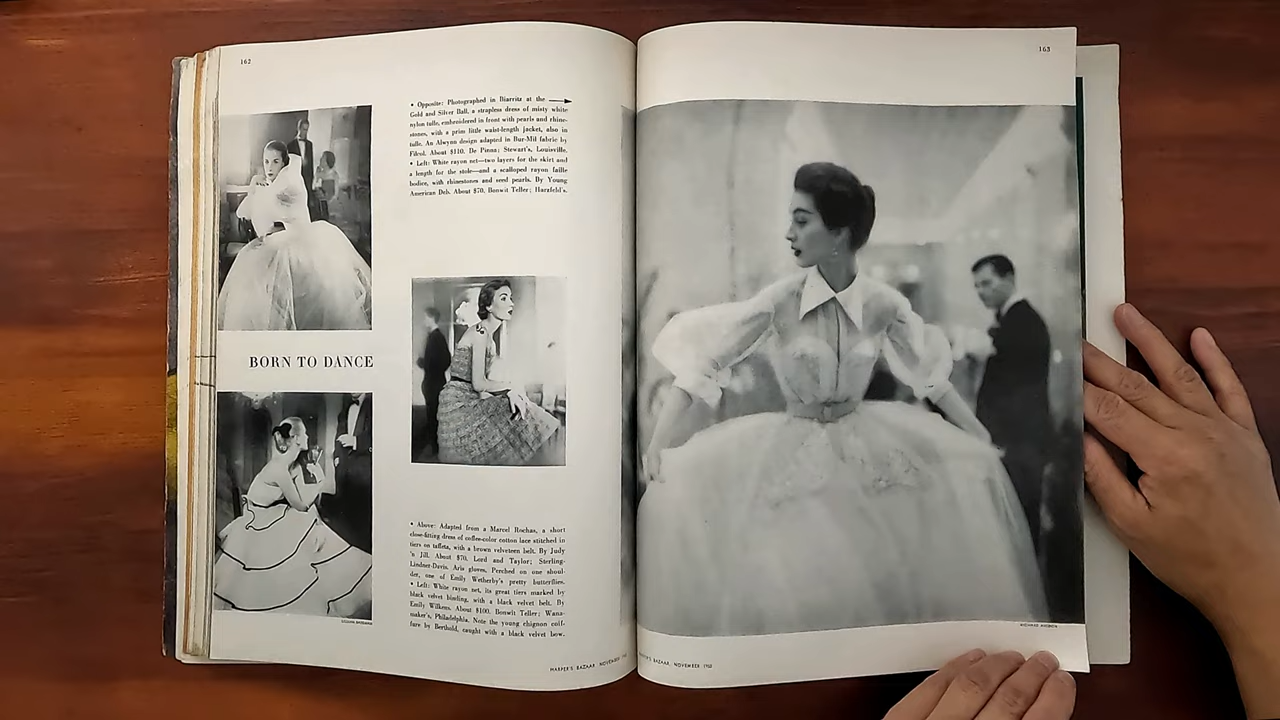 162
• Opposite: Photographed in Biarritz at the
Gold and Silver Ball, a strapless dress of misty white
nylon tulle, embroidered in front with pearls and rhine-
stones, with a prim little waist-length jacket, also in
tulle. An Alwynn design adapted in Bur-Mil fabric by
Filcol. About $110. De Pinna; Stewart's, Louisville.
• Left: White rayon net—two layers for the skirt and
a length for the stole—and a scalloped rayon faille
bodice, with rhinestones and seed pearls. By Young
American Deb. About $70. Bonwit Teller; Harzfeld's.
BORN TO DANCE
• Above: Adapted from a Marcel Rochas, a short
close-fitting dress of coffee-color cotton lace stitched in
tiers on taffeta, with a brown velveteen belt. By Judy
'n Jill. About $70. Lord and Taylor; Sterling-
Lindner-Davis. Aris gloves. Perched on one shoul-
der, one of Emily Wetherby's pretty butterflies.
• Left: White rayon net, its great tiers marked by
black velvet binding, with a black velvet belt. By
Emily Wilkens. About $100. Bonwit Teller; Wana-
maker's, Philadelphia. Note the young chignon coif-
fure by Berthold, caught with a black velvet bow.
HARPER'S BAZAAR, NOVEMBER
163
RICHARD AVEDON
HARPER'S BAZAAR, NOVEMBER